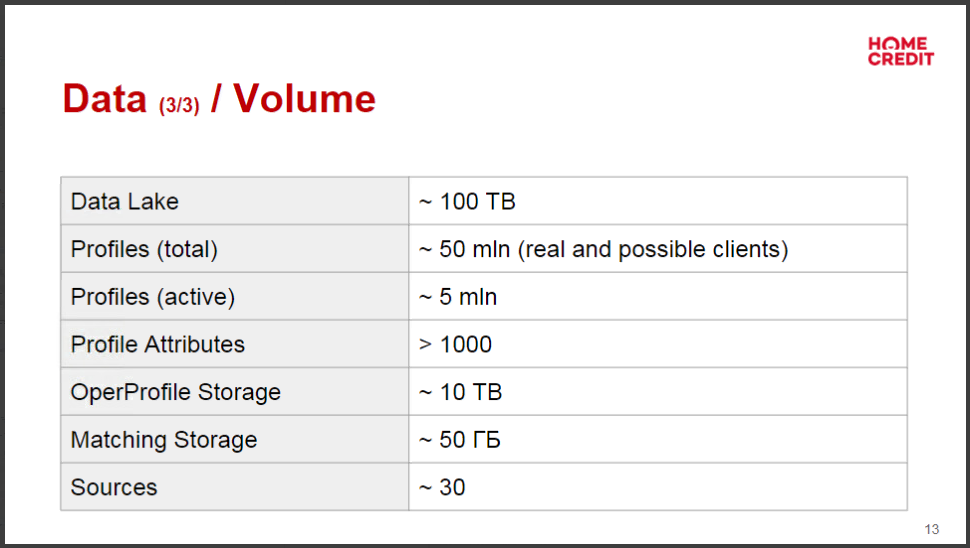 HOME
CREDIT
Data (3/3) / Volume
Data Lake ~ 100 TB
Profiles (total) ~ 50 mln (real and possible clients)
Profiles (active) ~ 5 mln
Profile Attributes > 1000
OperProfile Storage ~ 10 TB
Matching Storage ~ 50 ГБ
Sources ~ 30
13